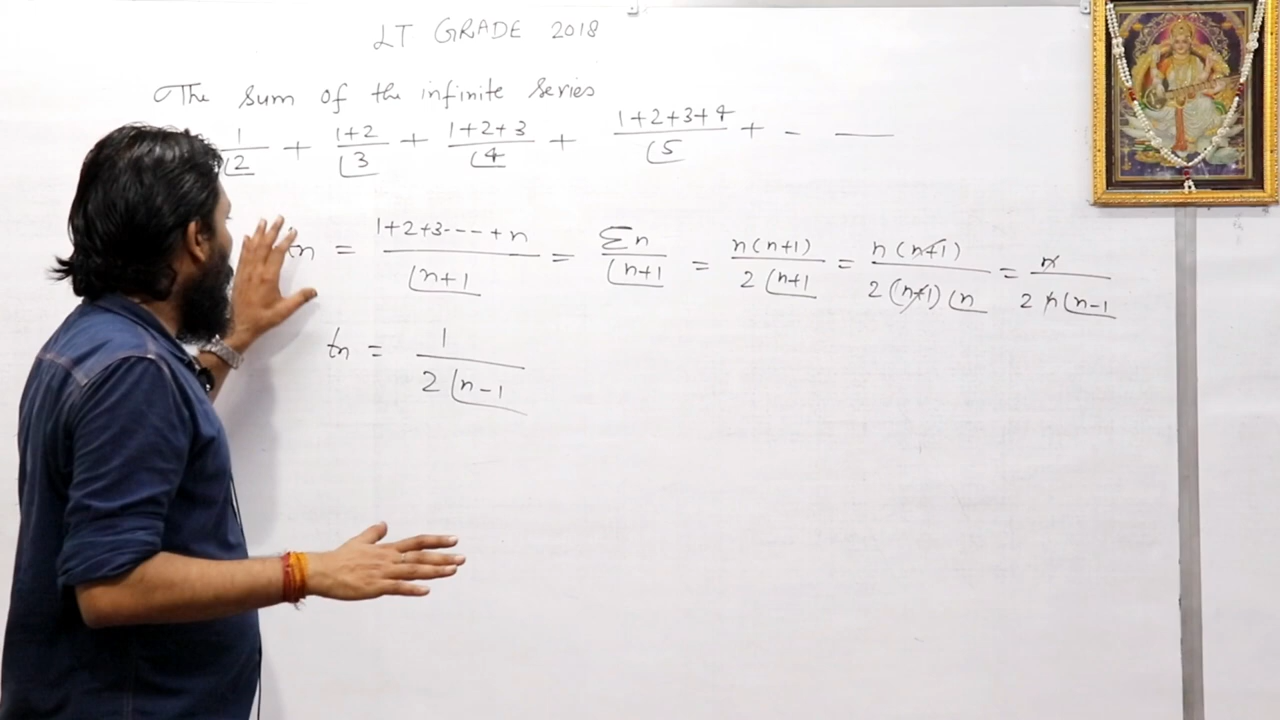 LT GRADE 2018
The sum of the infinite series
1/⌊2 + 1+2/⌊3 + 1+2+3/⌊4 + 1+2+3+4/⌊5 + - —
tn = 1+2+3----+n/⌊n+1 = Σn/⌊n+1 = n(n+1)/2⌊n+1 = n(n+1)/2(n+1)⌊n = n/2n⌊n-1
tn = 1/2⌊n-1